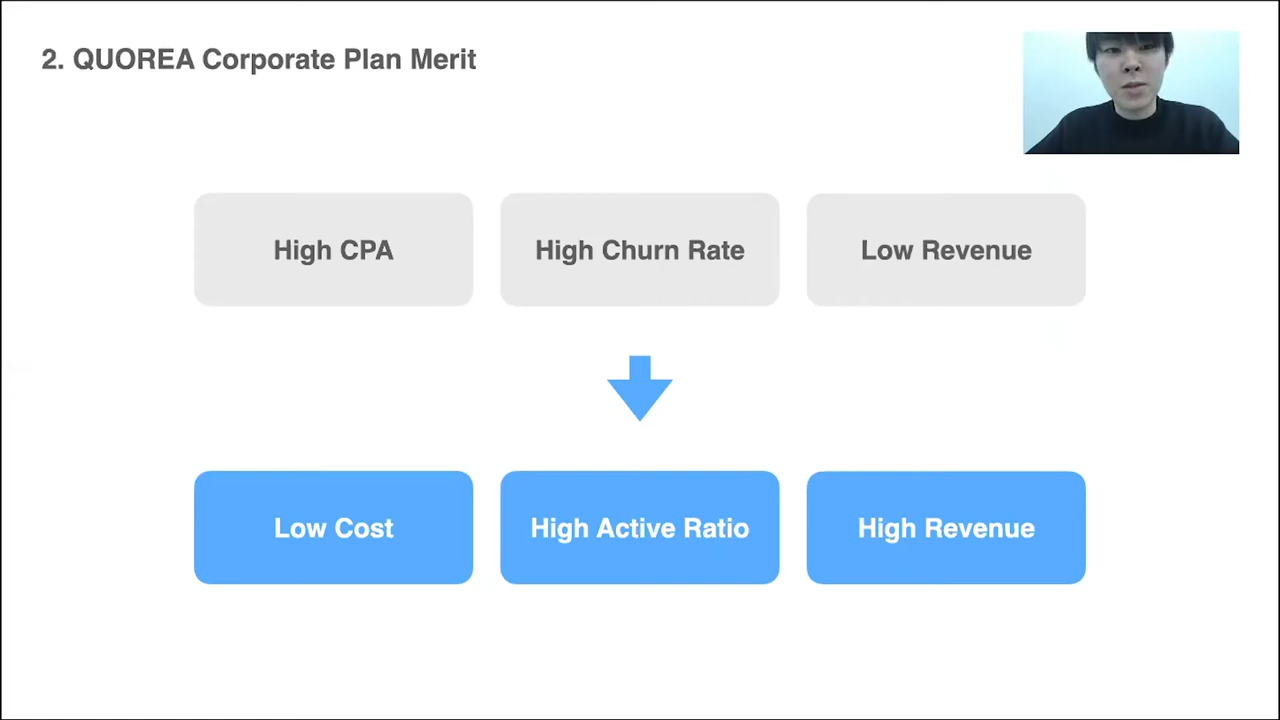 2. QUOREA Corporate Plan Merit
High CPA
High Churn Rate
Low Revenue
Low Cost
High Active Ratio
High Revenue